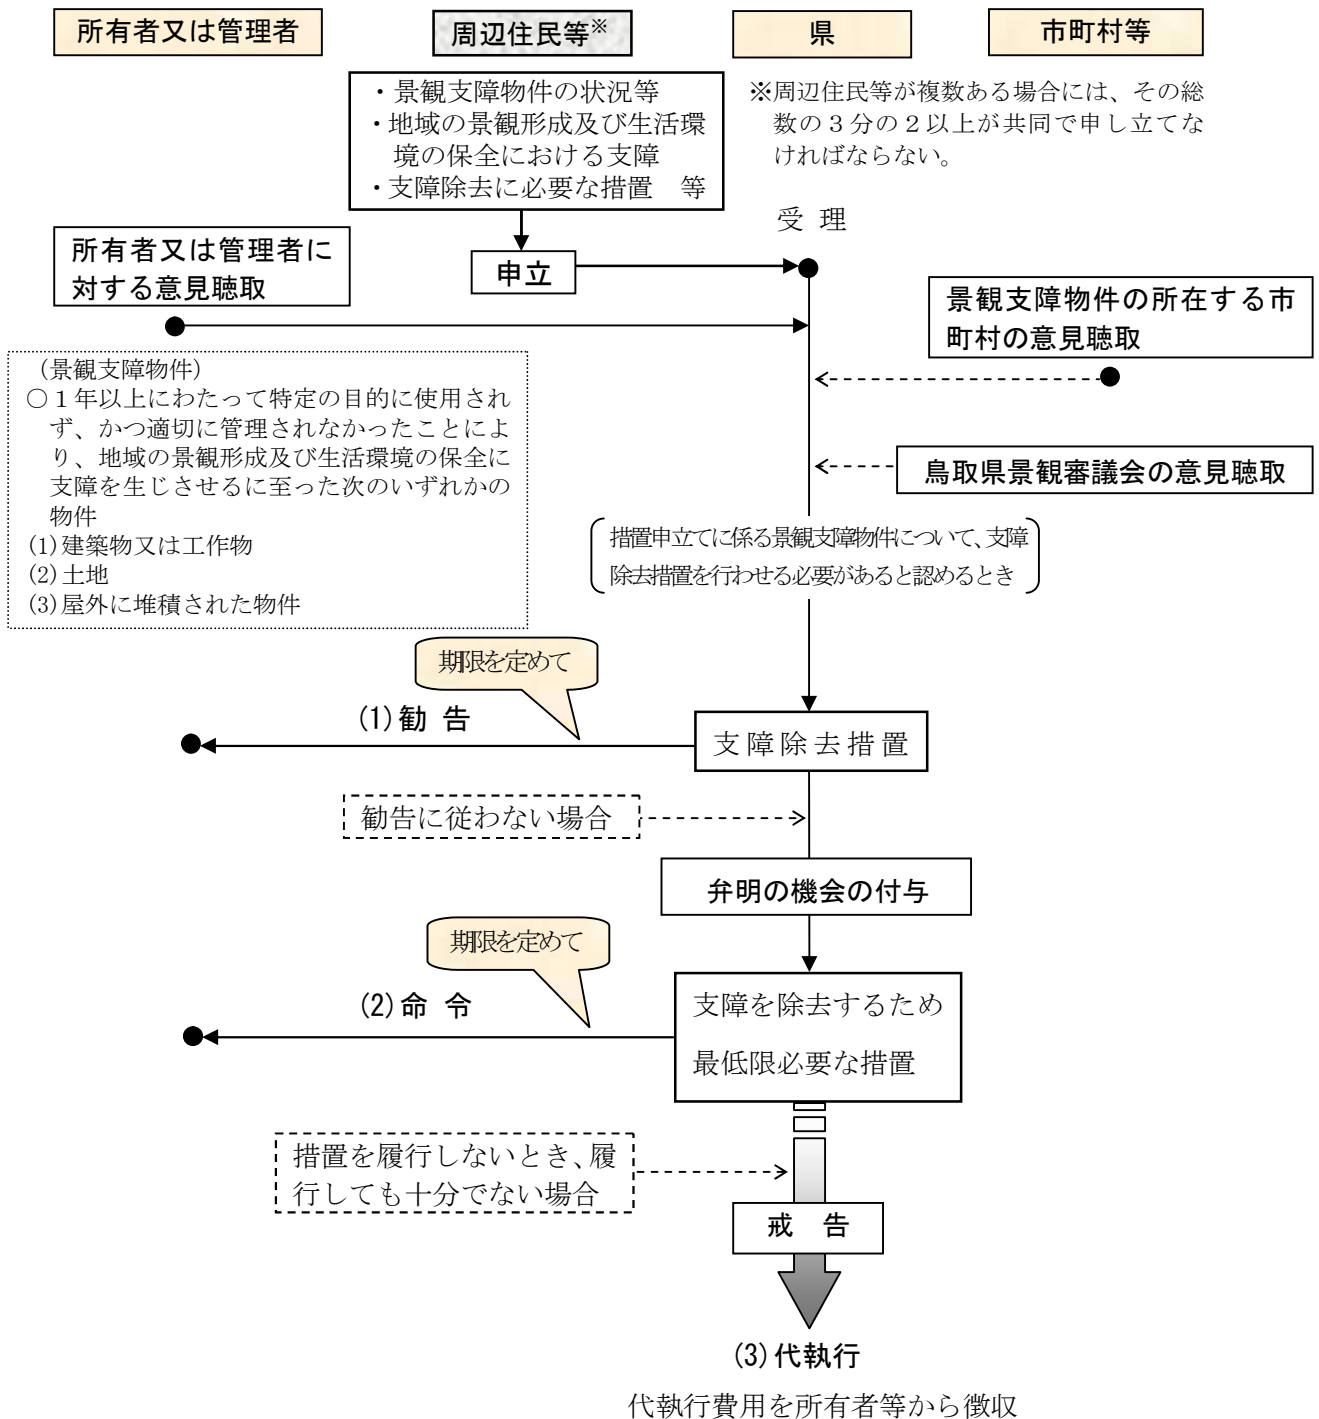 所有者又は管理者
周辺住民等※
県
市町村等
・景観支障物件の状況等
・地域の景観形成及び生活環
境の保全における支障
・支障除去に必要な措置 等
※周辺住民等が複数ある場合には、その総
数の３分の２以上が共同で申し立てな
ければならない。
受 理
所有者又は管理者に
対する意見聴取
申立
景観支障物件の所在する市
町村の意見聴取
(景観支障物件)
○１年以上にわたって特定の目的に使用され
ず、かつ適切に管理されなかったことによ
り、地域の景観形成及び生活環境の保全に
支障を生じさせるに至った次のいずれかの
物件
(1)建築物又は工作物
(2)土地
(3)屋外に堆積された物件
鳥取県景観審議会の意見聴取
措置申立てに係る景観支障物件について、支障
除去措置を行わせる必要があると認めるとき
期限を定めて
(1)勧 告
支障除去措置
勧告に従わない場合
弁明の機会の付与
期限を定めて
(2)命 令
支障を除去するため
最低限必要な措置
措置を履行しないとき、履
行しても十分でない場合
戒 告
(3)代執行
代執行費用を所有者等から徴収